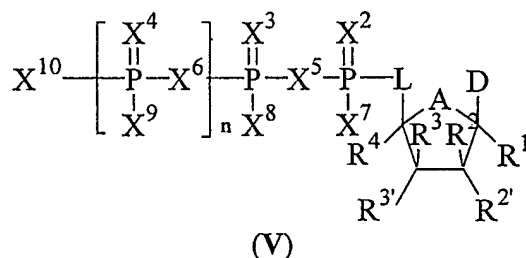 X⁴ X³ X²
X¹⁰ P X⁶ P X⁵ P L D
X⁹ n X⁸ X⁷ A
R⁴ R³ R² R¹
R³' R²'
(V)